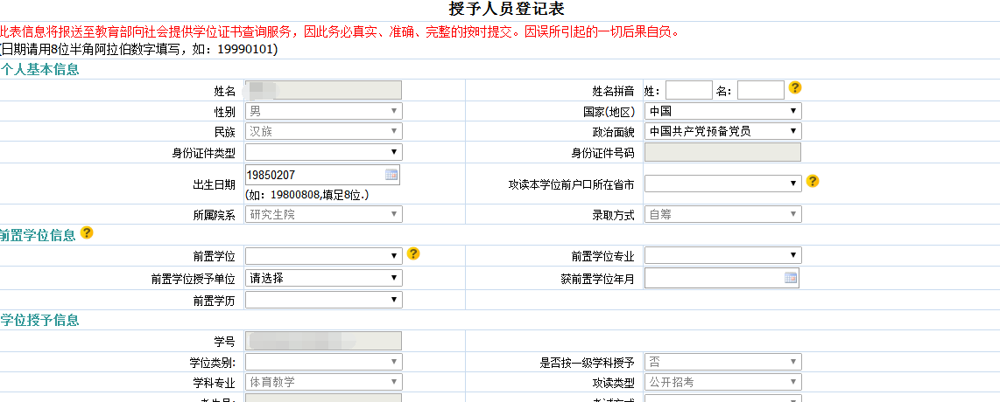 授予人员登记表
此表信息将报送至教育部向社会提供学位证书查询服务，因此务必真实、准确、完整的按时提交。因误所引起的一切后果自负。
(日期请用8位半角阿拉伯数字填写，如：19990101)
个人基本信息
姓名 姓名拼音 姓： 名： ?
性别 男 国家(地区) 中国
民族 汉族 政治面貌 中国共产党预备党员
身份证件类型 身份证件号码
出生日期 19850207 攻读本学位前户口所在省市 ?
(如：19800808,填足8位.)
所属院系 研究生院 录取方式 自筹
前置学位信息 ?
前置学位 ? 前置学位专业
前置学位授予单位 请选择 获前置学位年月
前置学历
学位授予信息
学号
学位类别: 是否按一级学科授予 否
学科专业 体育教学 攻读类型 公开招考